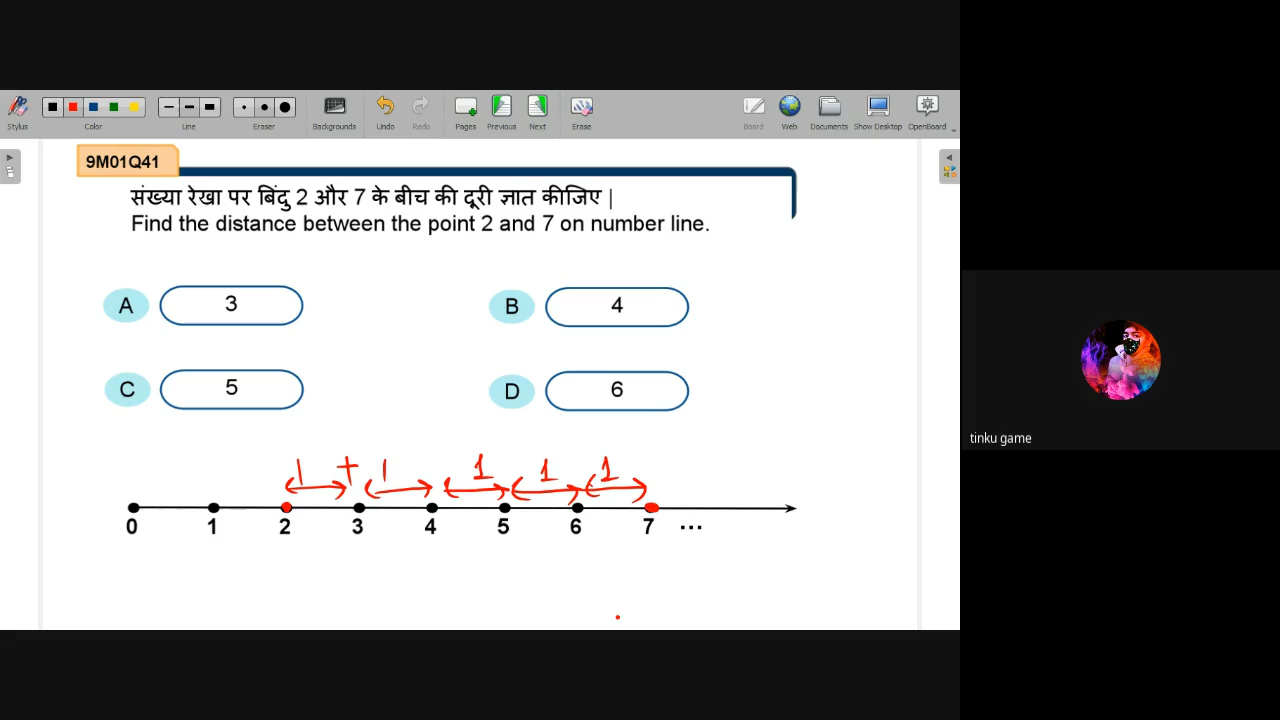 Stylus Color Line Eraser Backgrounds Undo Redo Pages Previous Next Erase Board Web Documents Show Desktop OpenBoard
9M01Q41
संख्या रेखा पर बिंदु 2 और 7 के बीच की दूरी ज्ञात कीजिए |
Find the distance between the point 2 and 7 on number line.
A 3 B 4
C 5 D 6
1 + 1 1 1 1
0 1 2 3 4 5 6 7 ...
tinku game